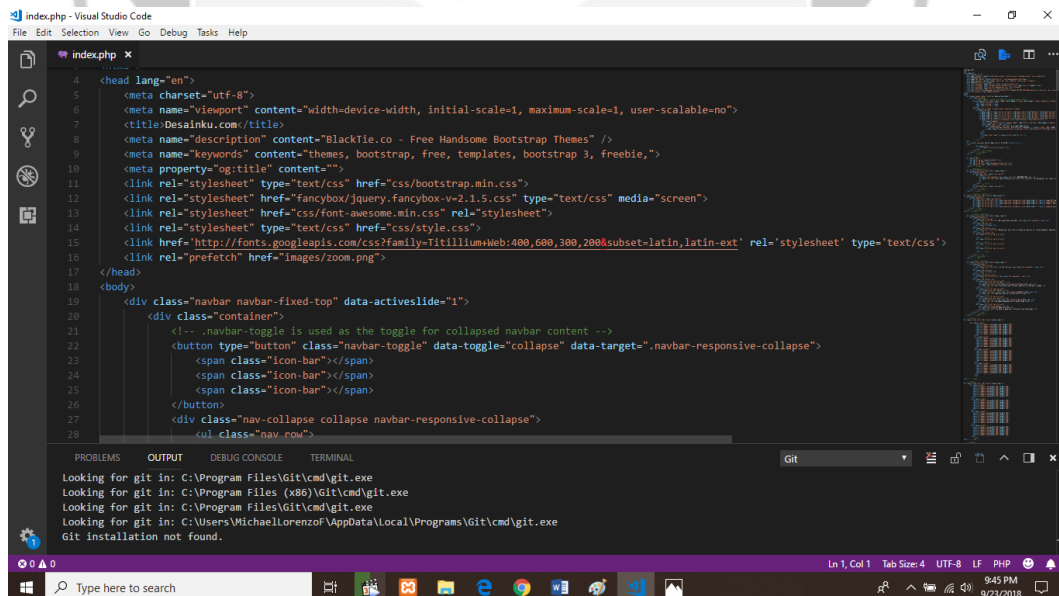 index.php - Visual Studio Code
File Edit Selection View Go Debug Tasks Help
index.php ×
4 <head lang="en">
5 <meta charset="utf-8">
6 <meta name="viewport" content="width=device-width, initial-scale=1, maximum-scale=1, user-scalable=no">
7 <title>Desainku.com</title>
8 <meta name="description" content="BlackTie.co - Free Handsome Bootstrap Themes" />
9 <meta name="keywords" content="themes, bootstrap, free, templates, bootstrap 3, freebie,">
10 <meta property="og:title" content="">
11 <link rel="stylesheet" type="text/css" href="css/bootstrap.min.css">
12 <link rel="stylesheet" href="fancybox/jquery.fancybox-v=2.1.5.css" type="text/css" media="screen">
13 <link rel="stylesheet" href="css/font-awesome.min.css" rel="stylesheet">
14 <link rel="stylesheet" type="text/css" href="css/style.css">
15 <link href='http://fonts.googleapis.com/css?family=Titillium+Web:400,600,300,200&subset=latin,latin-ext' rel='stylesheet' type='text/css'>
16 <link rel="prefetch" href="images/zoom.png">
17 </head>
18 <body>
19 <div class="navbar navbar-fixed-top" data-activeslide="1">
20 <div class="container">
21 <!-- .navbar-toggle is used as the toggle for collapsed navbar content -->
22 <button type="button" class="navbar-toggle" data-toggle="collapse" data-target=".navbar-responsive-collapse">
23 <span class="icon-bar"></span>
24 <span class="icon-bar"></span>
25 <span class="icon-bar"></span>
26 </button>
27 <div class="nav-collapse collapse navbar-responsive-collapse">
28 <ul class="nav row">
PROBLEMS OUTPUT DEBUG CONSOLE TERMINAL Git
Looking for git in: C:\Program Files\Git\cmd\git.exe
Looking for git in: C:\Program Files (x86)\Git\cmd\git.exe
Looking for git in: C:\Program Files\Git\cmd\git.exe
Looking for git in: C:\Users\MichaelLorenzoF\AppData\Local\Programs\Git\cmd\git.exe
Git installation not found.
1
0 0 Ln 1, Col 1 Tab Size: 4 UTF-8 LF PHP
Type here to search
9:45 PM
9/23/2018